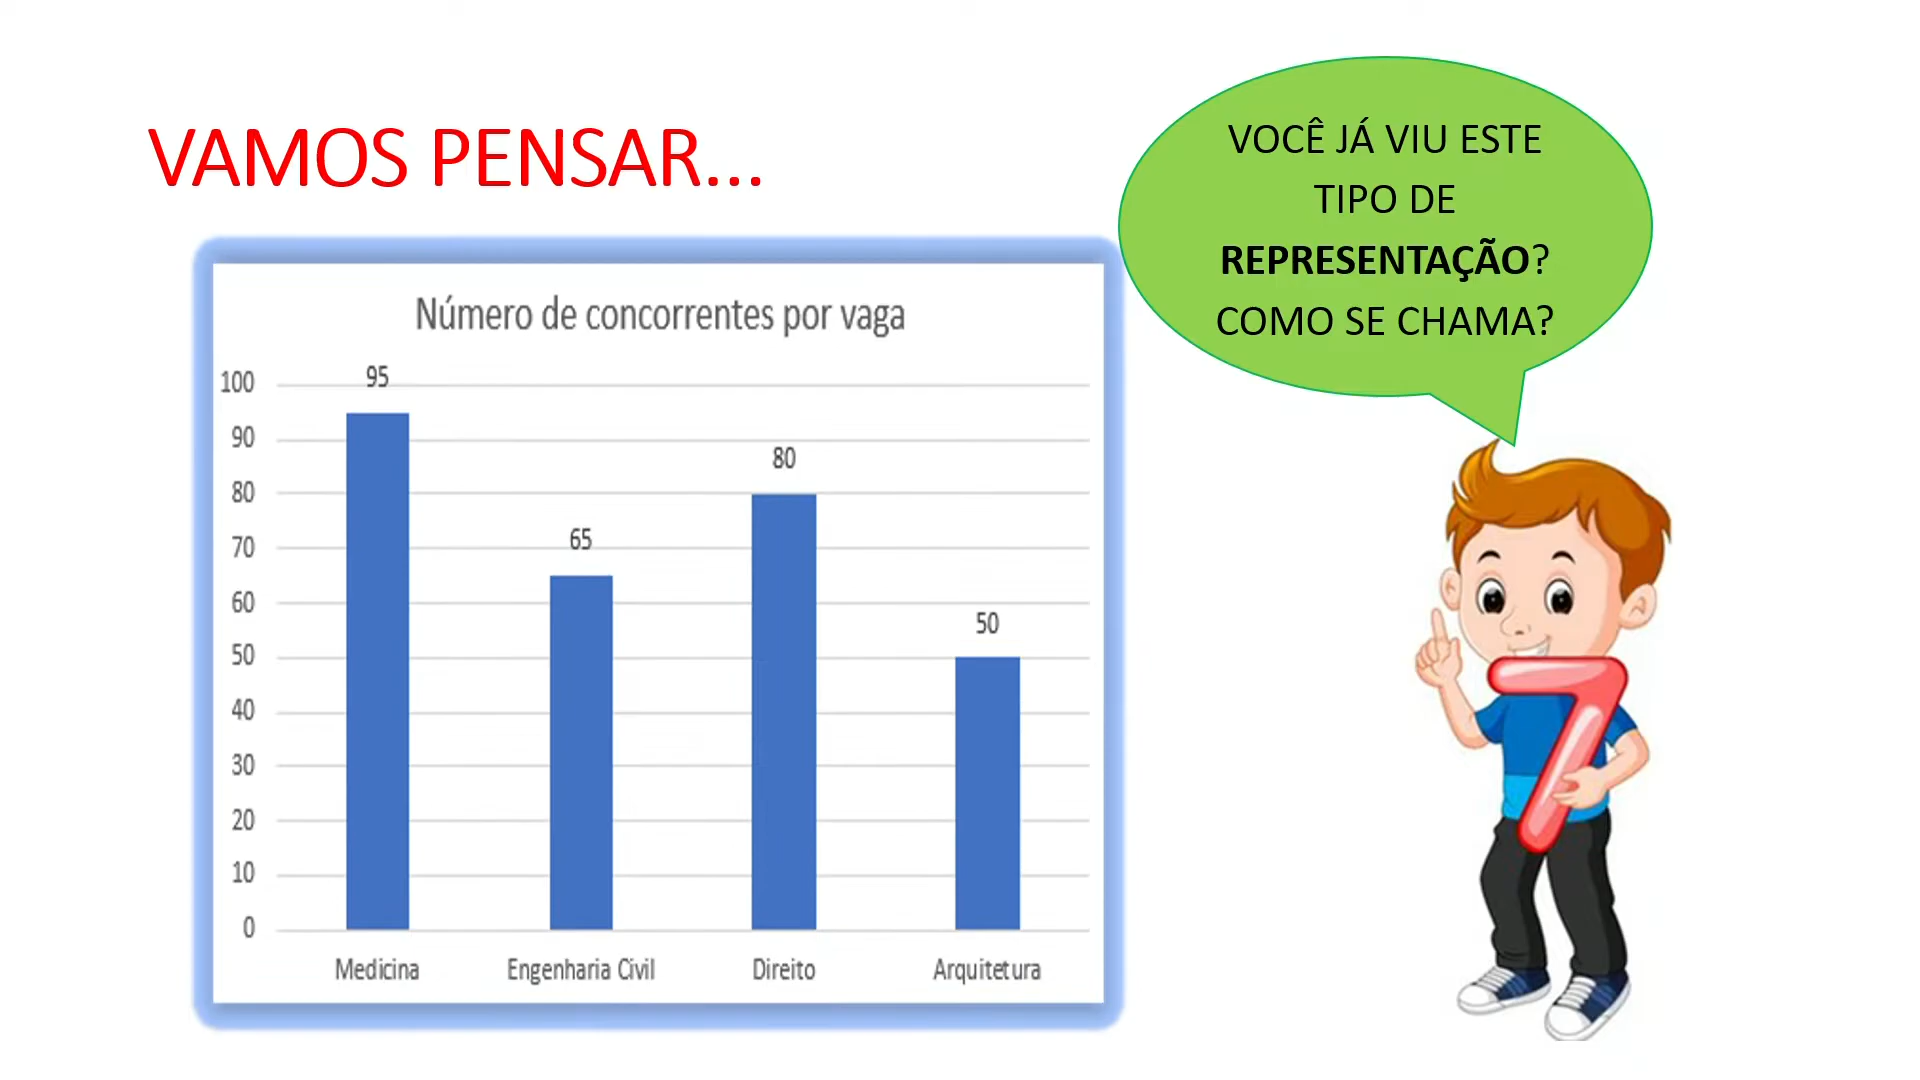 VAMOS PENSAR...
VOCÊ JÁ VIU ESTE
TIPO DE
REPRESENTAÇÃO?
COMO SE CHAMA?
Número de concorrentes por vaga
100
90
80
70
60
50
40
30
20
10
0
95
65
80
50
Medicina
Engenharia Civil
Direito
Arquitetura
7